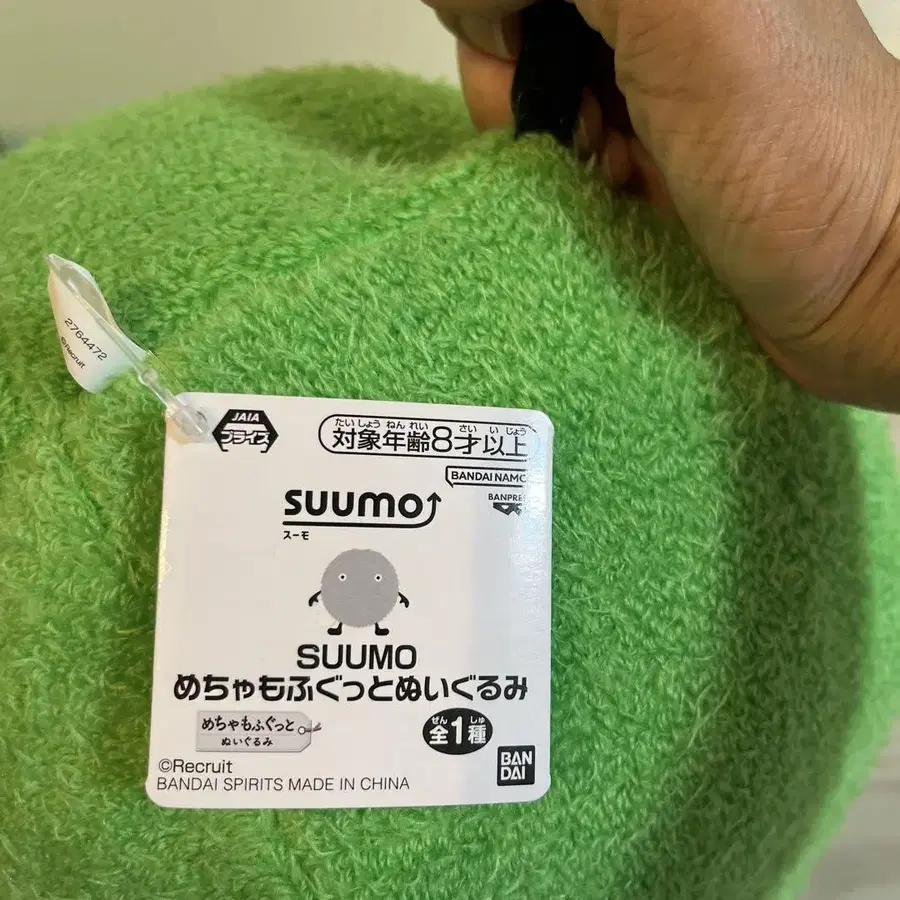 2764472
©Recruit
JAIA
プライズ
たいしょう ねん れい さい い じょう
対象年齢8才以上
BANDAI NAMC
BANPRE
suumo
スーモ
SUUMO
めちゃもふぐっとぬいぐるみ
めちゃもふぐっと
ぬいぐるみ
ぜん しゅ
全1種
©Recruit
BANDAI SPIRITS MADE IN CHINA
BAN
DAI